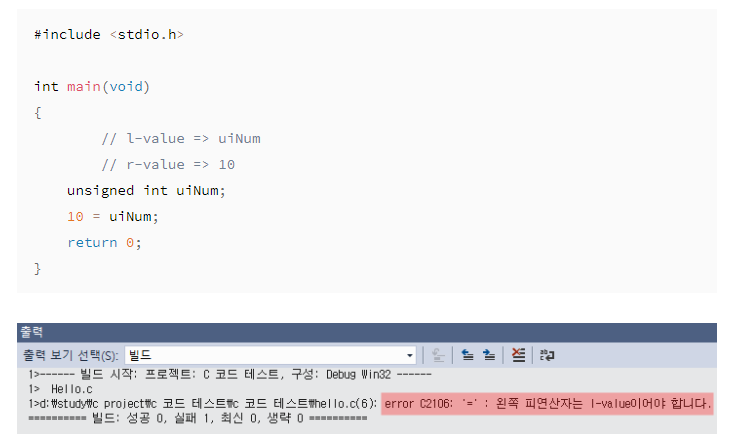 #include <stdio.h>
int main(void)
{
// l-value => uiNum
// r-value => 10
unsigned int uiNum;
10 = uiNum;
return 0;
}
출력
출력 보기 선택(S): 빌드
1>------ 빌드 시작: 프로젝트: C 코드 테스트, 구성: Debug Win32 ------
1> Hello.c
1>d:₩study₩c project₩c 코드 테스트₩c 코드 테스트₩hello.c(6): error C2106: '=' : 왼쪽 피연산자는 l-value이어야 합니다.
========== 빌드: 성공 0, 실패 1, 최신 0, 생략 0 ==========